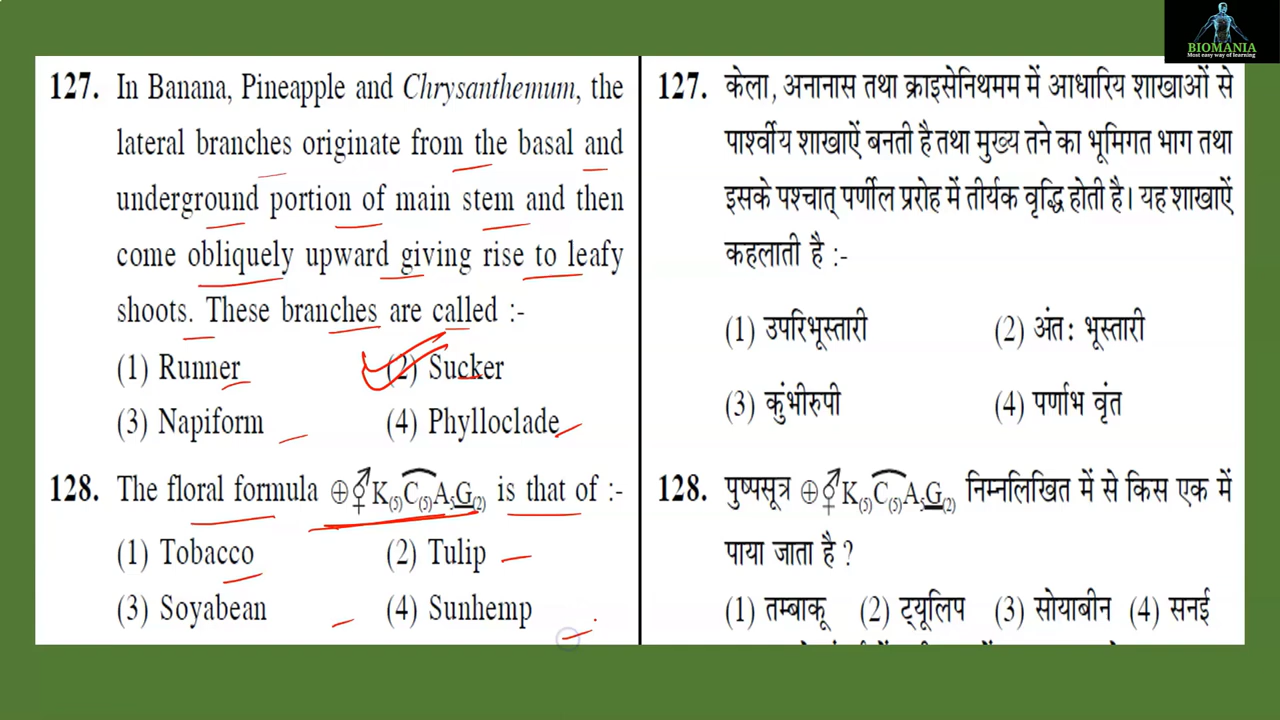 BIOMANIA
Most easy way of learning
127. In Banana, Pineapple and Chrysanthemum, the
lateral branches originate from the basal and
underground portion of main stem and then
come obliquely upward giving rise to leafy
shoots. These branches are called :-
(1) Runner (2) Sucker
(3) Napiform (4) Phylloclade
128. The floral formula ⊕⚥K(5)C(5)A5G(2) is that of :-
(1) Tobacco (2) Tulip
(3) Soyabean (4) Sunhemp
127. केला, अनानास तथा क्राइसेनिथमम में आधारिय शाखाओं से
पार्श्वीय शाखाऐं बनती है तथा मुख्य तने का भूमिगत भाग तथा
इसके पश्चात् पर्णील प्ररोह में तीर्यक वृद्धि होती है। यह शाखाऐं
कहलाती है :-
(1) उपरिभूस्तारी (2) अंतः भूस्तारी
(3) कुंभीरुपी (4) पर्णाभ वृंत
128. पुष्पसूत्र ⊕⚥K(5)C(5)A5G(2) निम्नलिखित में से किस एक में
पाया जाता है ?
(1) तम्बाकू (2) ट्यूलिप (3) सोयाबीन (4) सनई